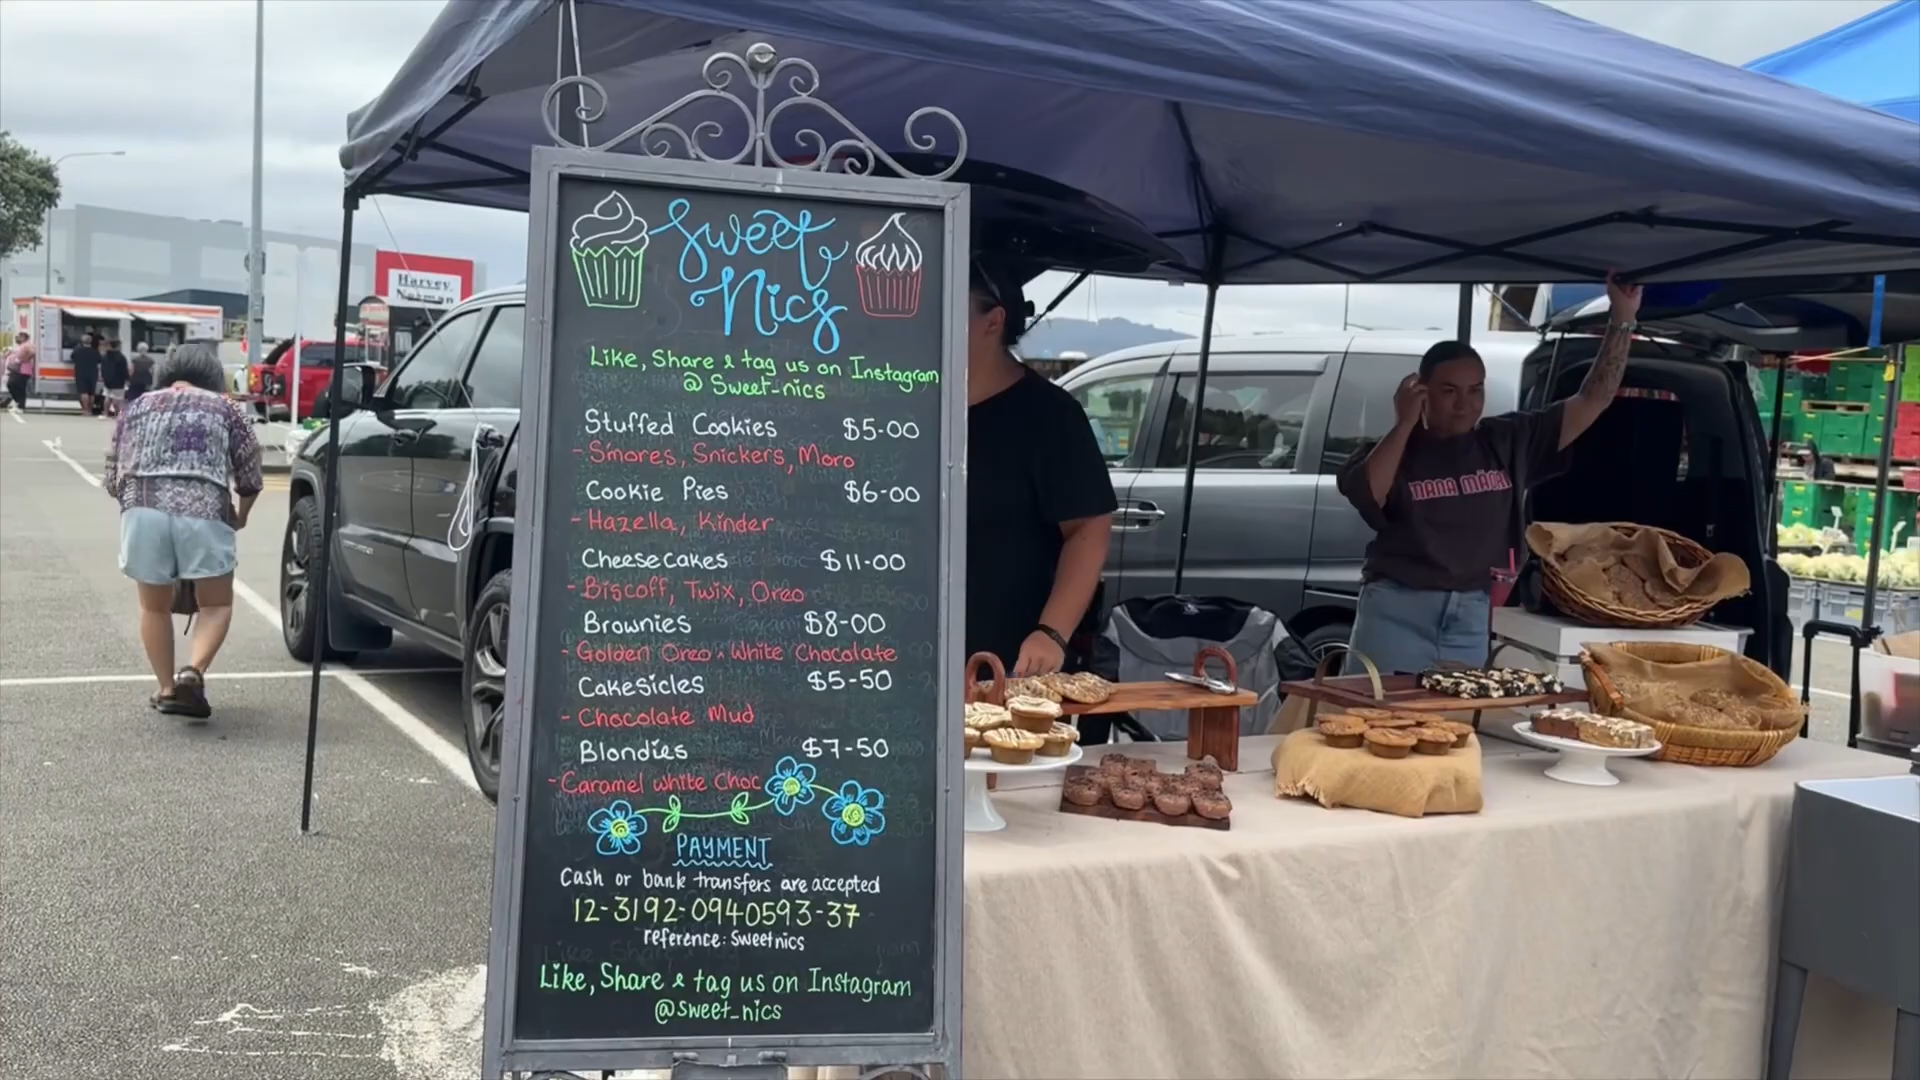 Sweet
Nics
Like, Share & tag us on Instagram
@ Sweet_nics
Stuffed Cookies $5-00
- S'mores, Snickers, Moro
Cookie Pies $6-00
- Hazella, Kinder
Cheesecakes $11-00
- Biscoff, Twix, Oreo
Brownies $8-00
- Golden Oreo, White Chocolate
Cakesicles $5-50
- Chocolate Mud
Blondies $7-50
- Caramel White Choc
PAYMENT
Cash or bank transfers are accepted
12-3192-0940593-37
reference: Sweetnics
Like, Share & tag us on Instagram
@sweet_nics
Harvey
Norman
MANA MĀORI